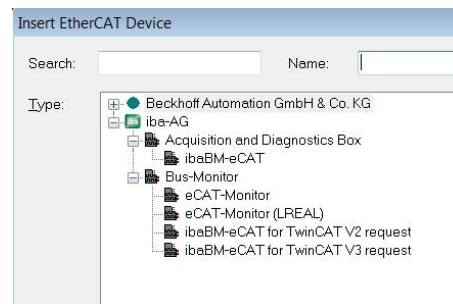 Insert EtherCAT Device
Search: Name:
Type: Beckhoff Automation GmbH & Co. KG
iba-AG
Acquisition and Diagnostics Box
ibaBM-eCAT
Bus-Monitor
eCAT-Monitor
eCAT-Monitor (LREAL)
ibaBM-eCAT for TwinCAT V2 request
ibaBM-eCAT for TwinCAT V3 request